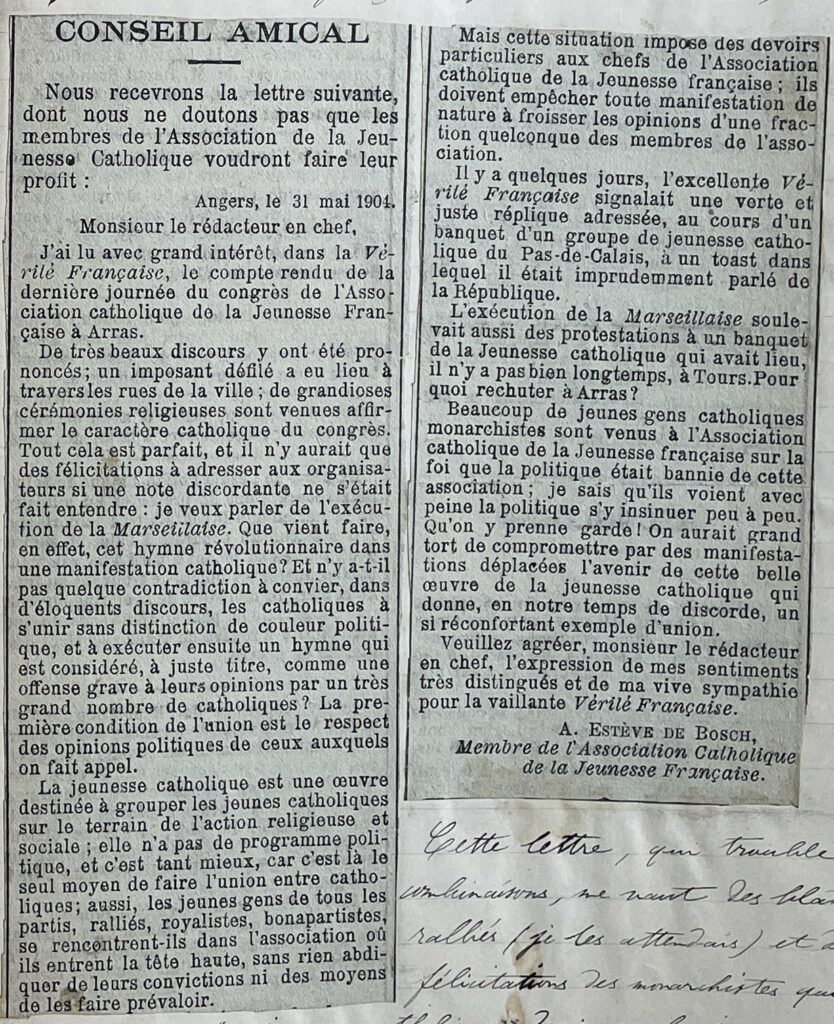 CONSEIL AMICAL
Nous recevrons la lettre suivante,
dont nous ne doutons pas que les
membres de l'Association de la Jeu-
nesse Catholique voudront faire leur
profit :
Angers, le 31 mai 1904.
Monsieur le rédacteur en chef,
J'ai lu avec grand intérêt, dans la Vé-
rité Française, le compte rendu de la
dernière journée du congrès de l'Asso-
ciation catholique de la Jeunesse Fran-
çaise à Arras.
De très beaux discours y ont été pro-
noncés; un imposant défilé a eu lieu à
travers les rues de la ville; de grandioses
cérémonies religieuses sont venues affir-
mer le caractère catholique du congrès.
Tout cela est parfait, et il n'y aurait que
des félicitations à adresser aux organisa-
teurs si une note discordante ne s'était
fait entendre : je veux parler de l'exécu-
tion de la Marseillaise. Que vient faire,
en effet, cet hymne révolutionnaire dans
une manifestation catholique? Et n'y a-t-il
pas quelque contradiction à convier, dans
d'éloquents discours, les catholiques à
s'unir sans distinction de couleur politi-
que, et à exécuter ensuite un hymne qui
est considéré, à juste titre, comme une
offense grave à leurs opinions par un très
grand nombre de catholiques? La pre-
mière condition de l'union est le respect
des opinions politiques de ceux auxquels
on fait appel.
La jeunesse catholique est une œuvre
destinée à grouper les jeunes catholiques
sur le terrain de l'action religieuse et
sociale; elle n'a pas de programme poli-
tique, et c'est tant mieux, car c'est là le
seul moyen de faire l'union entre catho-
liques; aussi, les jeunes gens de tous les
partis, ralliés, royalistes, bonapartistes,
se rencontrent-ils dans l'association où
ils entrent la tête haute, sans rien abdi-
quer de leurs convictions ni des moyens
de les faire prévaloir.
Mais cette situation impose des devoirs
particuliers aux chefs de l'Association
catholique de la Jeunesse française; ils
doivent empêcher toute manifestation de
nature à froisser les opinions d'une frac-
tion quelconque des membres de l'asso-
ciation.
Il y a quelques jours, l'excellente Vé-
rité Française signalait une verte et
juste réplique adressée, au cours d'un
banquet d'un groupe de jeunesse catho-
lique du Pas-de-Calais, à un toast dans
lequel il était imprudemment parlé de
la République.
L'exécution de la Marseillaise soule-
vait aussi des protestations à un banquet
de la Jeunesse catholique qui avait lieu,
il n'y a pas bien longtemps, à Tours. Pour
quoi rechuter à Arras?
Beaucoup de jeunes gens catholiques
monarchistes sont venus à l'Association
catholique de la Jeunesse française sur la
foi que la politique était bannie de cette
association; je sais qu'ils voient avec
peine la politique s'y insinuer peu à peu.
Qu'on y prenne garde! On aurait grand
tort de compromettre par des manifesta-
tions déplacées l'avenir de cette belle
œuvre de la jeunesse catholique qui
donne, en notre temps de discorde, un
si réconfortant exemple d'union.
Veuillez agréer, monsieur le rédacteur
en chef, l'expression de mes sentiments
très distingués et de ma vive sympathie
pour la vaillante Vérité Française.
A. ESTÈVE DE BOSCH,
Membre de l'Association Catholique
de la Jeunesse Française.
Cette lettre, qui trouble
combinaisons, me vaut des
ralliés (je les attendais) et
félicitations des monarchistes